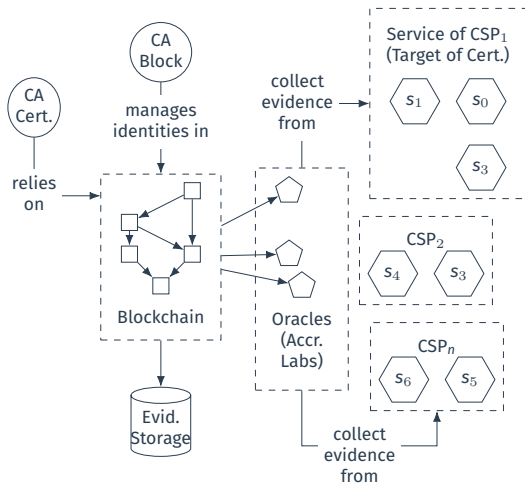 CA
Block
CA
Cert.
manages
identities in
relies
on
Blockchain
Evid.
Storage
collect
evidence
from
Oracles
(Accr.
Labs)
Service of CSP₁
(Target of Cert.)
s₁ s₀
s₃
CSP₂
s₄ s₃
CSPₙ
s₆ s₅
collect
evidence
from